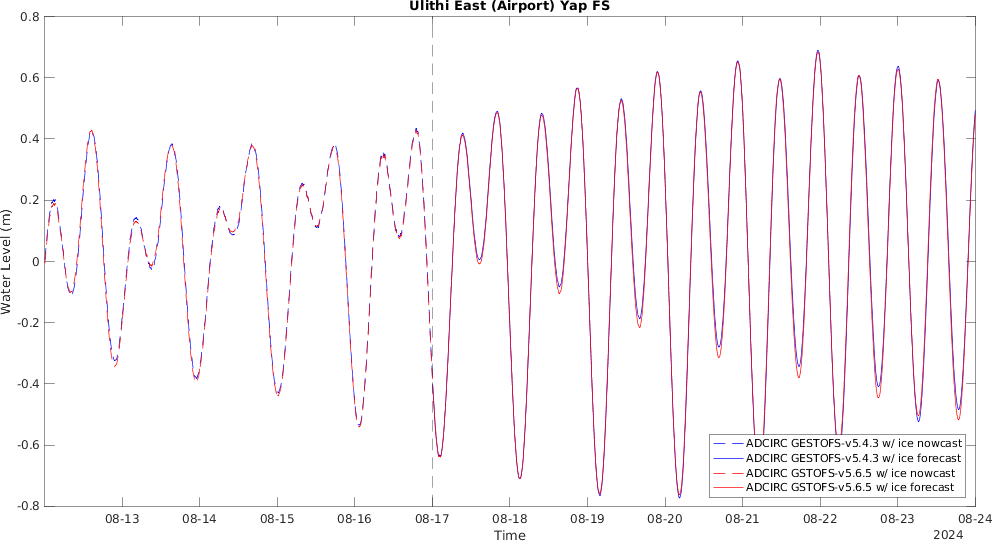 Ulithi East (Airport) Yap FS
0.8
0.6
0.4
0.2
0
-0.2
-0.4
-0.6
-0.8
Water Level (m)
08-13 08-14 08-15 08-16 08-17 08-18 08-19 08-20 08-21 08-22 08-23 08-24
Time
2024
ADCIRC GESTOFS-v5.4.3 w/ ice nowcast
ADCIRC GESTOFS-v5.4.3 w/ ice forecast
ADCIRC GSTOFS-v5.6.5 w/ ice nowcast
ADCIRC GSTOFS-v5.6.5 w/ ice forecast